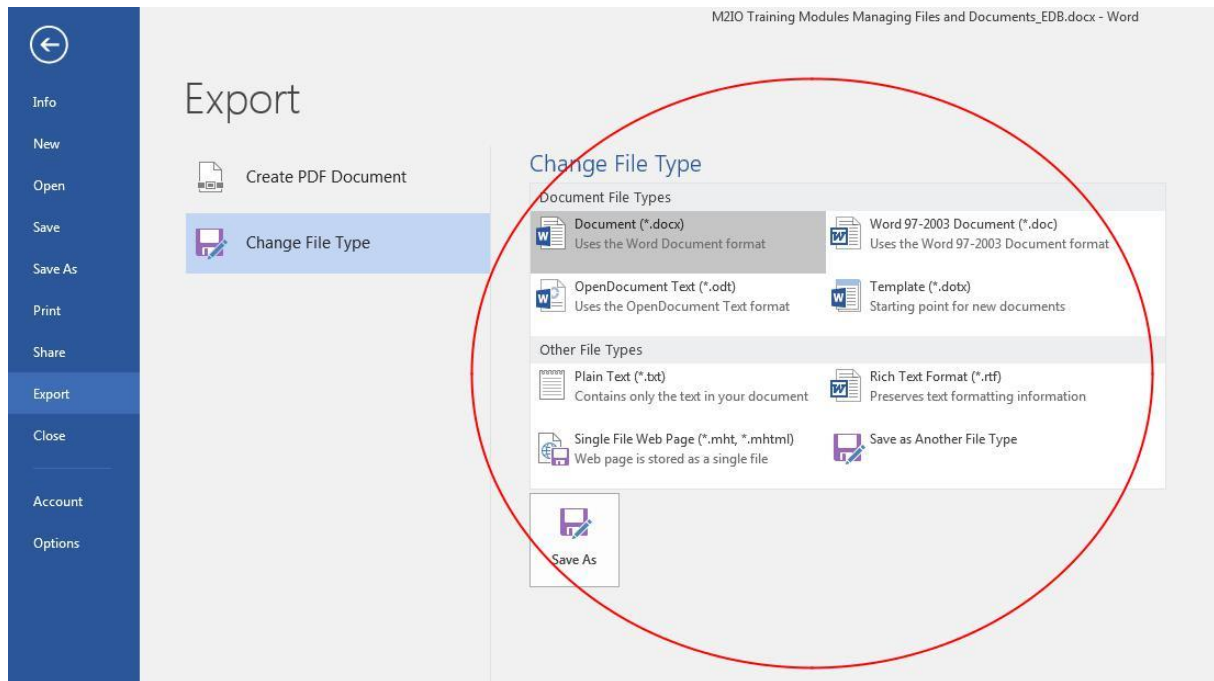 M2IO Training Modules Managing Files and Documents_EDB.docx - Word
Info
New
Open
Save
Save As
Print
Share
Export
Close
Account
Options
Export
Create PDF Document
Change File Type
Change File Type
Document File Types
Document (*.docx)
Uses the Word Document format
Word 97-2003 Document (*.doc)
Uses the Word 97-2003 Document format
OpenDocument Text (*.odt)
Uses the OpenDocument Text format
Template (*.dotx)
Starting point for new documents
Other File Types
Plain Text (*.txt)
Contains only the text in your document
Rich Text Format (*.rtf)
Preserves text formatting information
Single File Web Page (*.mht, *.mhtml)
Web page is stored as a single file
Save as Another File Type
Save As